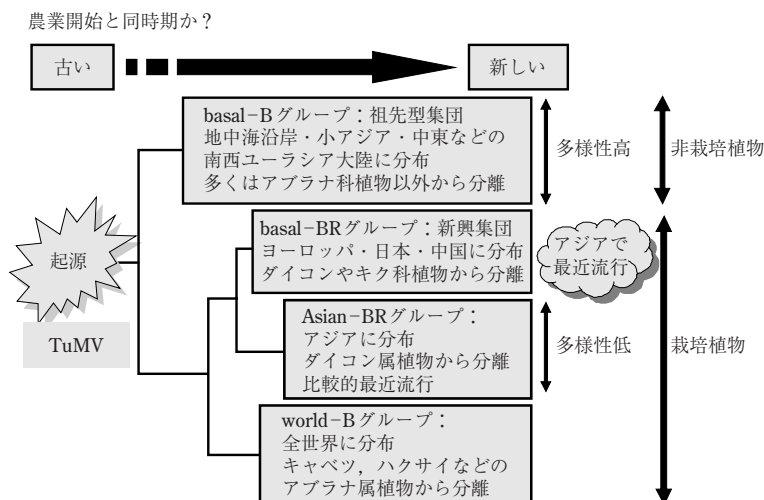 農業開始と同時期か？
古い
新しい
basal−Bグループ：祖先型集団
地中海沿岸・小アジア・中東などの
南西ユーラシア大陸に分布
多くはアブラナ科植物以外から分離
多様性高
非栽培植物
basal−BRグループ：新興集団
ヨーロッパ・日本・中国に分布
ダイコンやキク科植物から分離
アジアで
最近流行
起源
TuMV
Asian−BRグループ：
アジアに分布
ダイコン属植物から分離
比較的最近流行
多様性低
栽培植物
world−Bグループ：
全世界に分布
キャベツ，ハクサイなどの
アブラナ属植物から分離